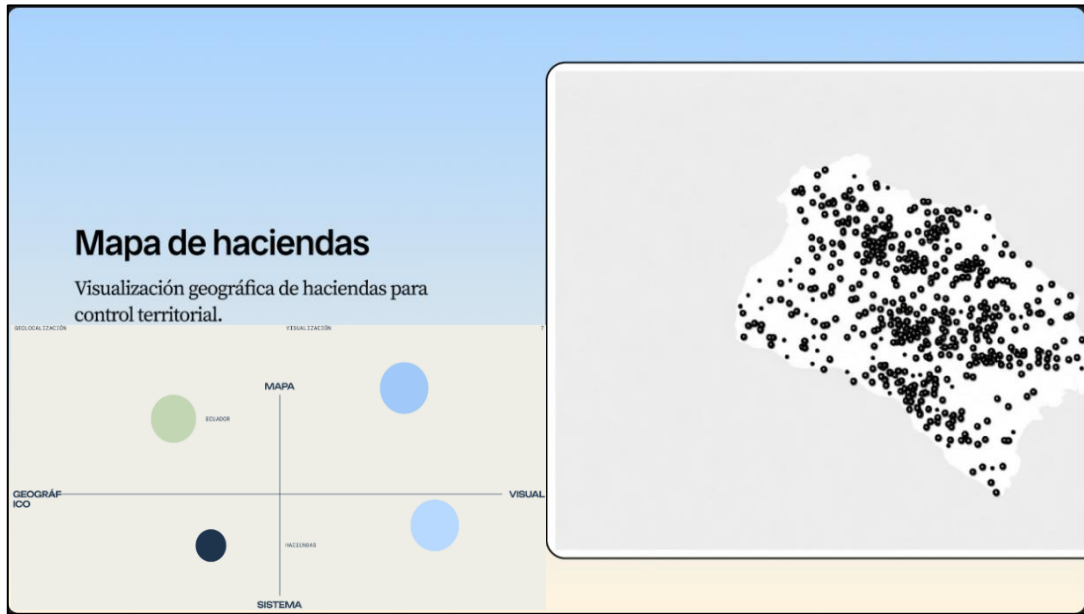 Mapa de haciendas
Visualización geográfica de haciendas para
control territorial.
GEOLOCALIZACIÓN
VISUALIZACIÓN
7
MAPA
ECUADOR
GEOGRÁF
ICO
VISUAL
HACIENDAS
SISTEMA